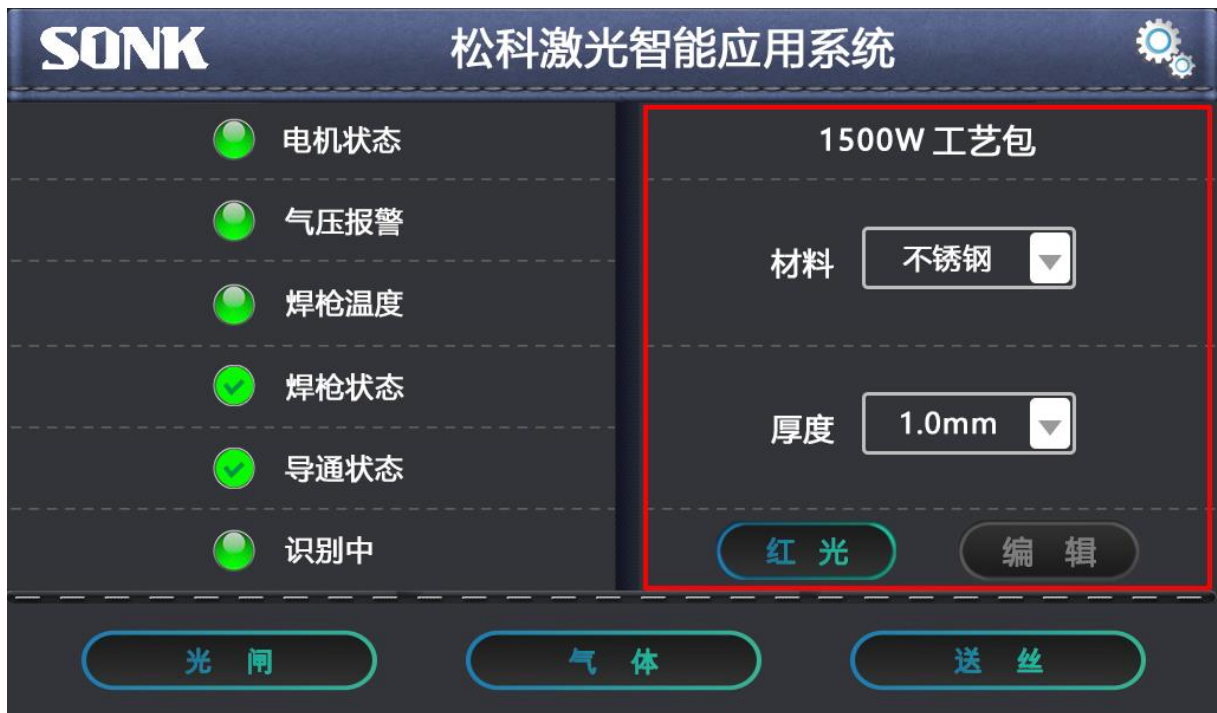 SONK
松科激光智能应用系统
电机状态
气压报警
焊枪温度
焊枪状态
导通状态
识别中
1500W 工艺包
材料 不锈钢
厚度 1.0mm
红光 编辑
光闸 气体 送丝